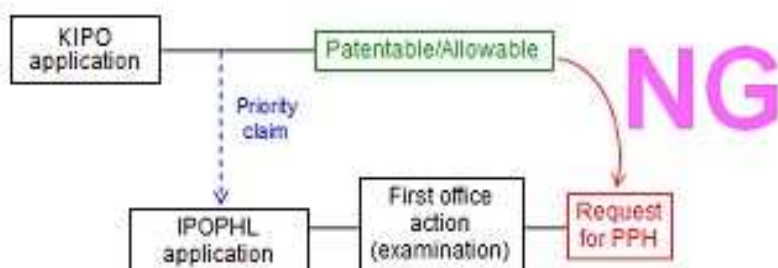 KIPO
application
Patentable/Allowable
NG
Priority
claim
IPOPHL
application
First office
action
(examination)
Request
for PPH